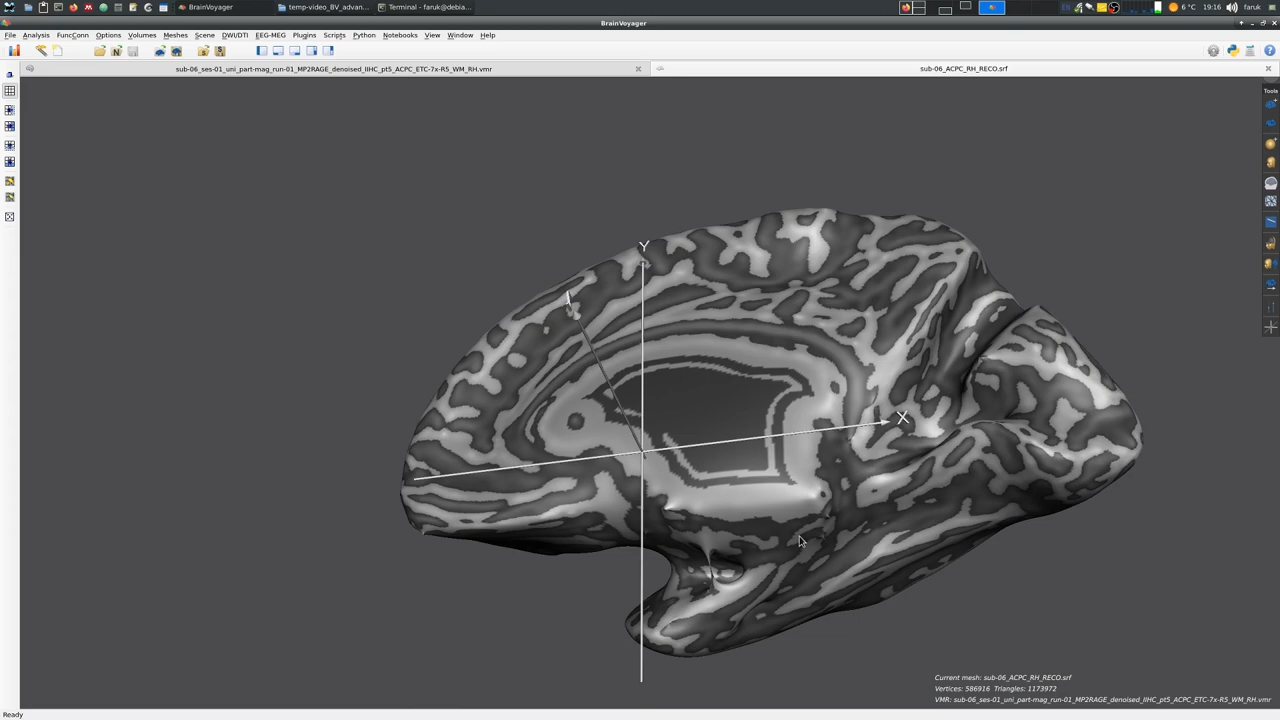 BrainVoyager
temp-video_BV_advan...
Terminal - faruk@debia...
EN
6 °C
19:16
faruk
BrainVoyager
File Analysis FuncConn Options Volumes Meshes Scene DWI/DTI EEG-MEG Plugins Scripts Python Notebooks View Window Help
sub-06_ses-01_uni_part-mag_run-01_MP2RAGE_denoised_IIHC_pt5_ACPC_ETC-7x-R5_WM_RH.vmr
sub-06_ACPC_RH_RECO.srf
Tools
Y
X
Current mesh: sub-06_ACPC_RH_RECO.srf
Vertices: 586916 Triangles: 1173972
VMR: sub-06_ses-01_uni_part-mag_run-01_MP2RAGE_denoised_IIHC_pt5_ACPC_ETC-7x-R5_WM_RH.vmr
Ready